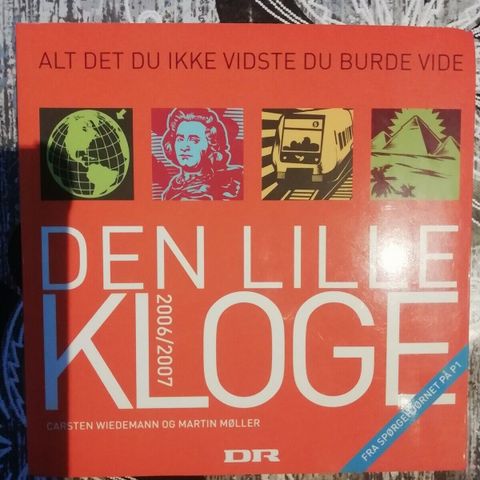 ALT DET DU IKKE VIDSTE DU BURDE VIDE
DEN LILLE
KLOGE
2006/2007
CARSTEN WIEDEMANN OG MARTIN MØLLER
FRA SPØRGEHJØRNET PÅ P1
DR